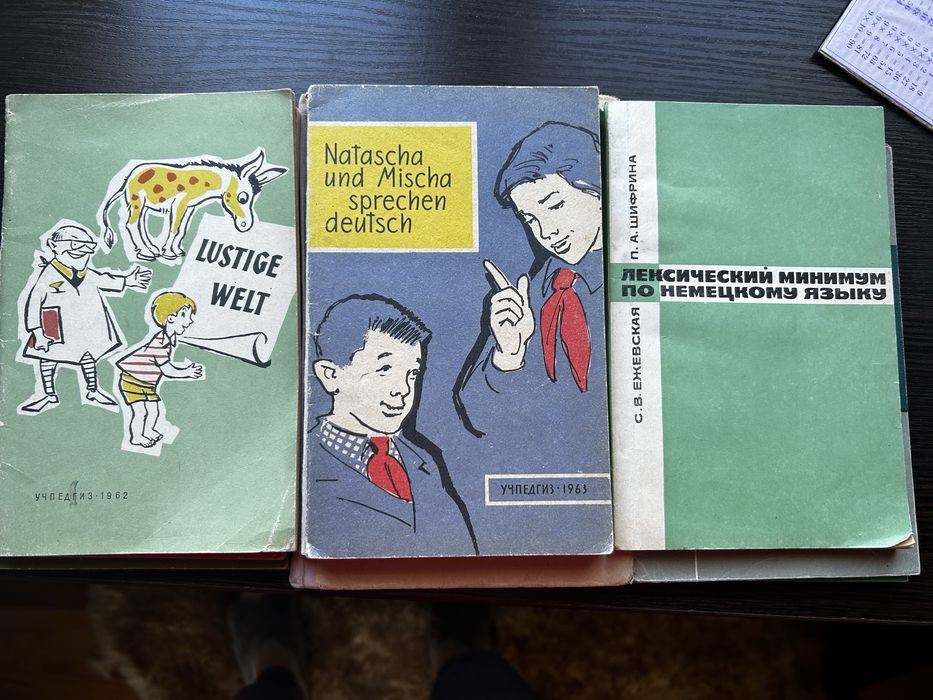 LUSTIGE
WELT
УЧПЕДГИЗ·1962
Natascha
und Mischa
sprechen
deutsch
УЧПЕДГИЗ·1963
С. В. ЕЖЕВСКАЯ П. А. ШИФРИНА
ЛЕКСИЧЕСКИЙ МИНИМУМ
ПО НЕМЕЦКОМУ ЯЗЫКУ